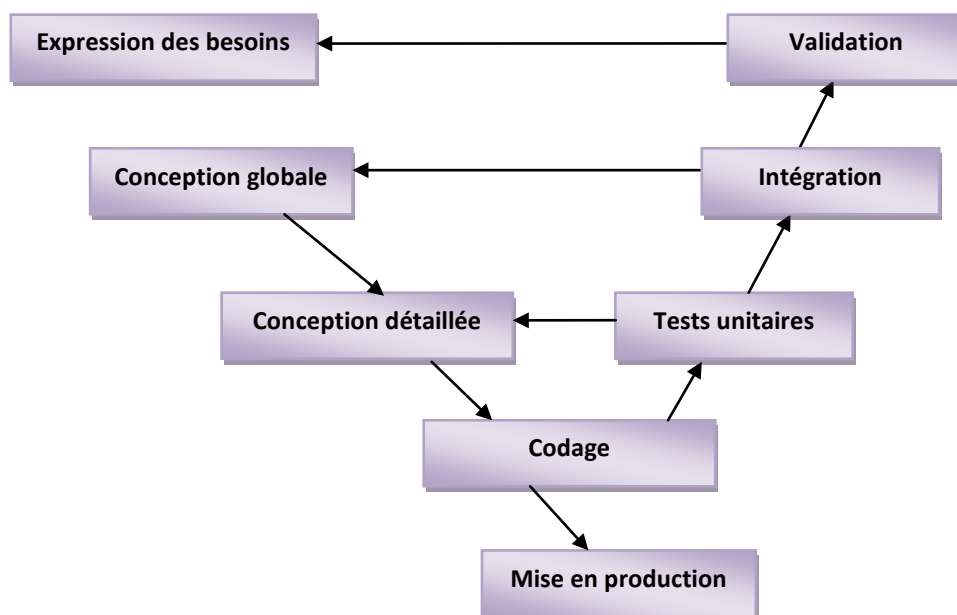 Expression des besoins
Validation
Conception globale
Intégration
Conception détaillée
Tests unitaires
Codage
Mise en production